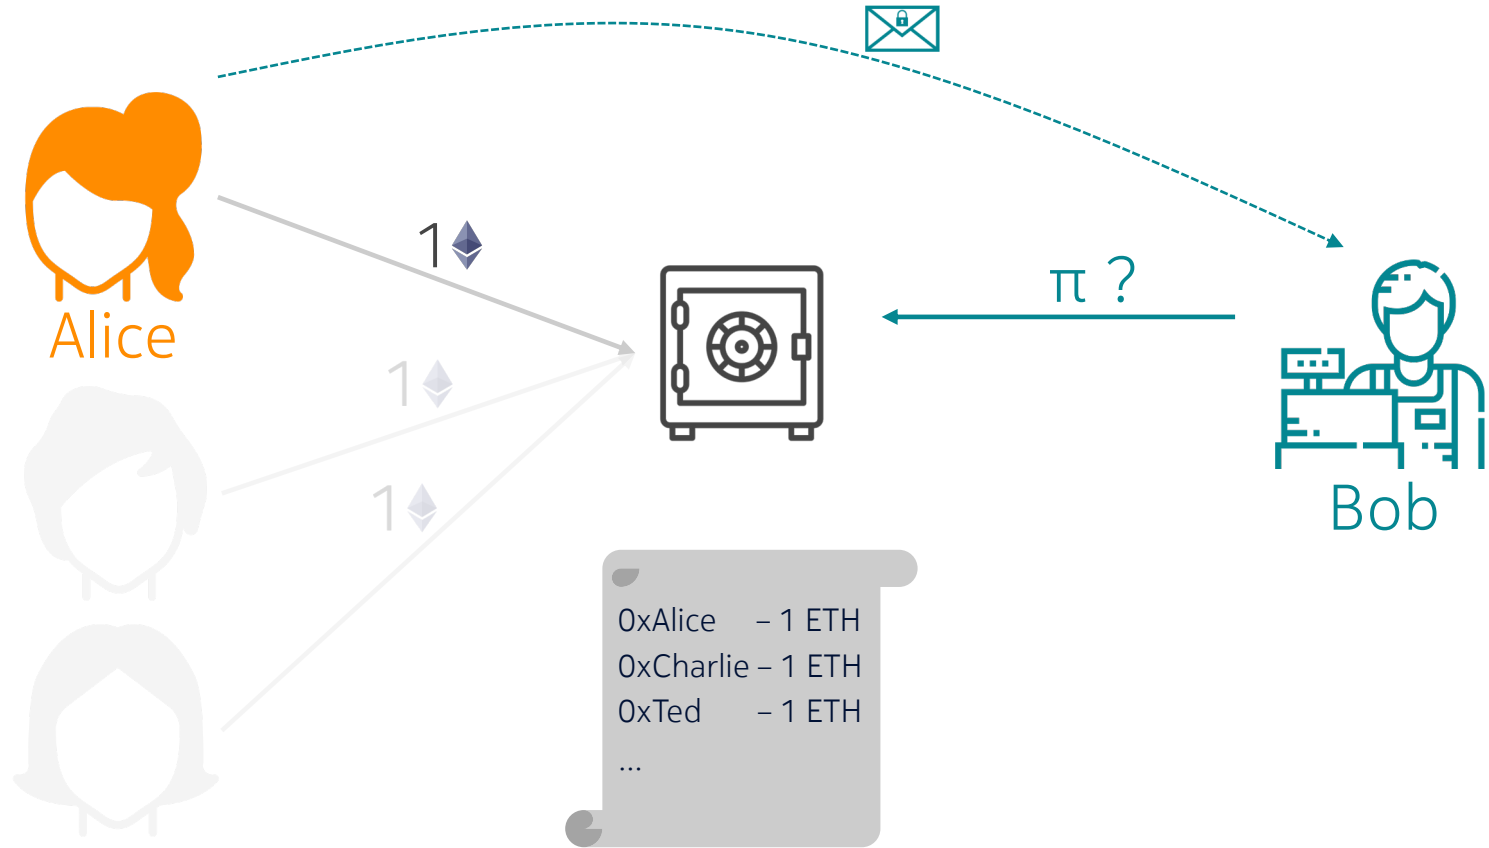 1
π ?
Alice
1
1
Bob
0xAlice – 1 ETH
0xCharlie – 1 ETH
0xTed – 1 ETH
...